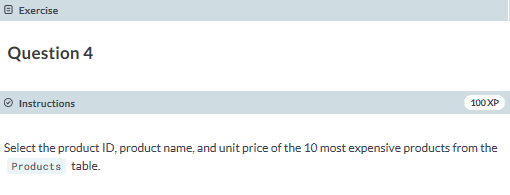 Exercise
Question 4
Instructions
100 XP
Select the product ID, product name, and unit price of the 10 most expensive products from the
Products table.